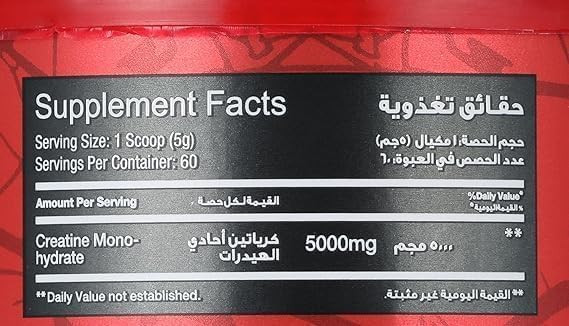 Supplement Facts حقائق تغذوية
Serving Size: 1 Scoop (5g) حجم الحصة: ١ مكيال (٥جم)
Servings Per Container: 60 عدد الحصص في العبوة: ٦٠
Amount Per Serving القيمة لكل حصة %Daily Value*
% القيمة اليومية*
Creatine Mono- كرياتين أحادي 5000mg ٥٠٠٠ مجم **
hydrate الهيدرات
**Daily Value not established. **القيمة اليومية غير مثبتة.